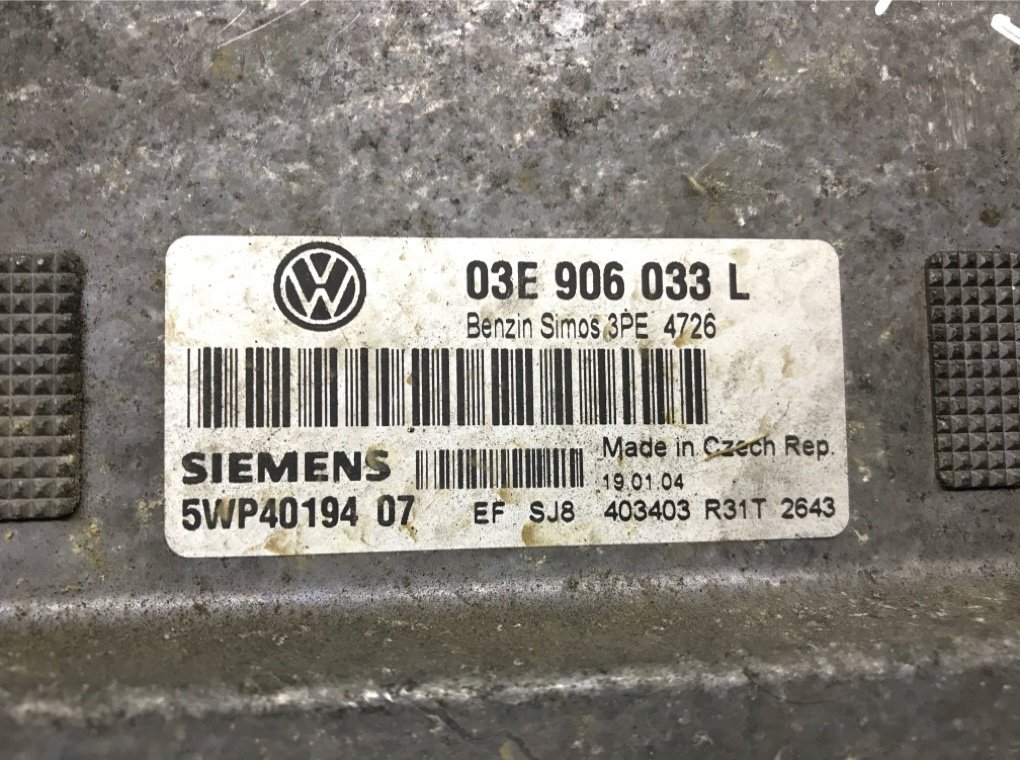 03E 906 033 L
Benzin Simos 3PE 4726
SIEMENS
Made in Czech Rep.
19.01.04
5WP40194 07
EF SJ8 403403 R31T 2643